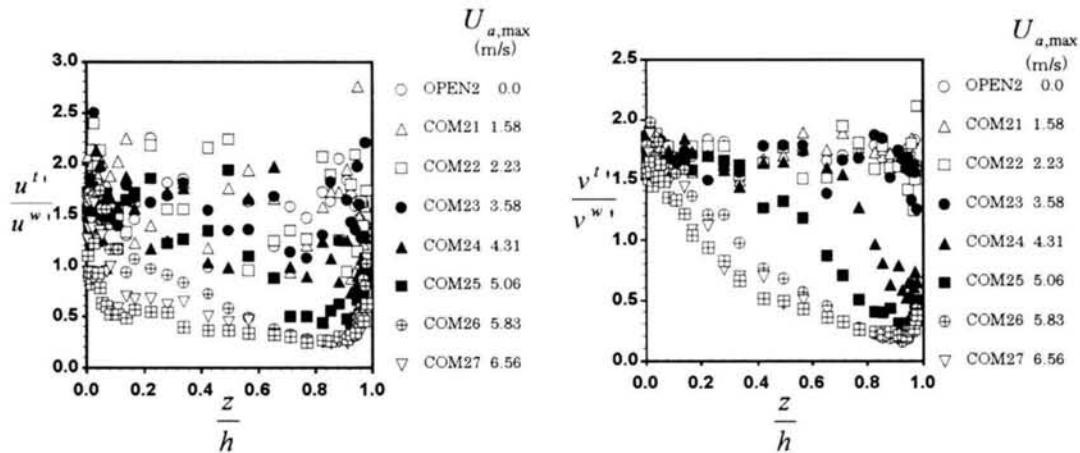 U a,max
(m/s)
3.0
2.5
2.0
1.5
1.0
0.5
0.0
u t '
u w '
0.0 0.2 0.4 0.6 0.8 1.0
z
h
OPEN2 0.0
COM21 1.58
COM22 2.23
COM23 3.58
COM24 4.31
COM25 5.06
COM26 5.83
COM27 6.56
U a,max
(m/s)
2.5
2.0
1.5
1.0
0.5
0.0
v t '
v w '
0.0 0.2 0.4 0.6 0.8 1.0
z
h
OPEN2 0.0
COM21 1.58
COM22 2.23
COM23 3.58
COM24 4.31
COM25 5.06
COM26 5.83
COM27 6.56